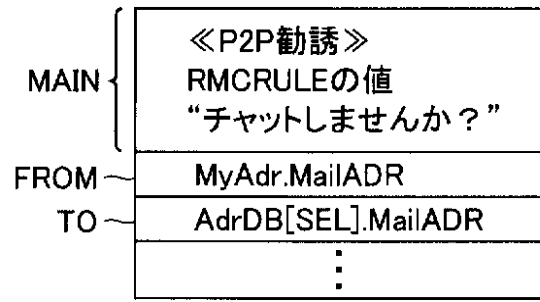 ≪P2P勧誘≫
MAIN RMCRULEの値
“チャットしませんか？”
FROM MyAdr.MailADR
TO AdrDB[SEL].MailADR
⋮